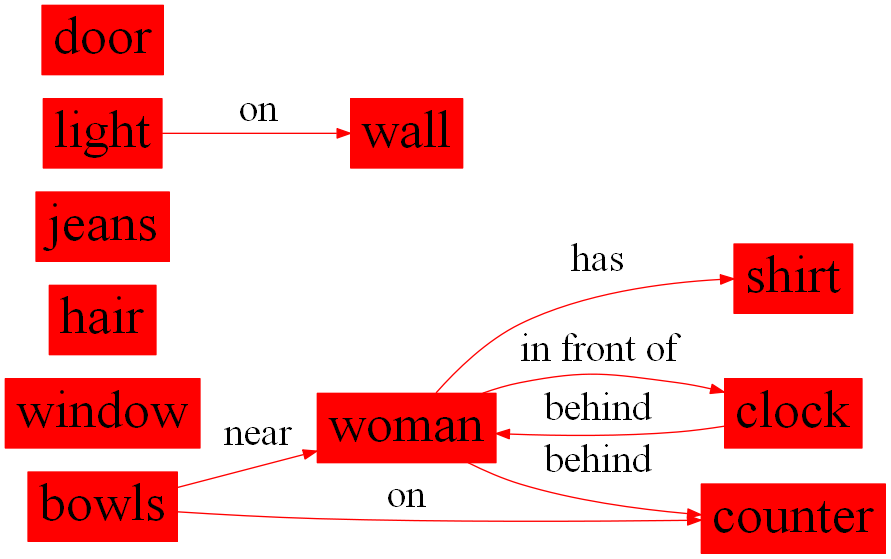 door
light
on
wall
jeans
has
shirt
hair
in front of
window
woman
clock
near
behind
behind
bowls
on
counter